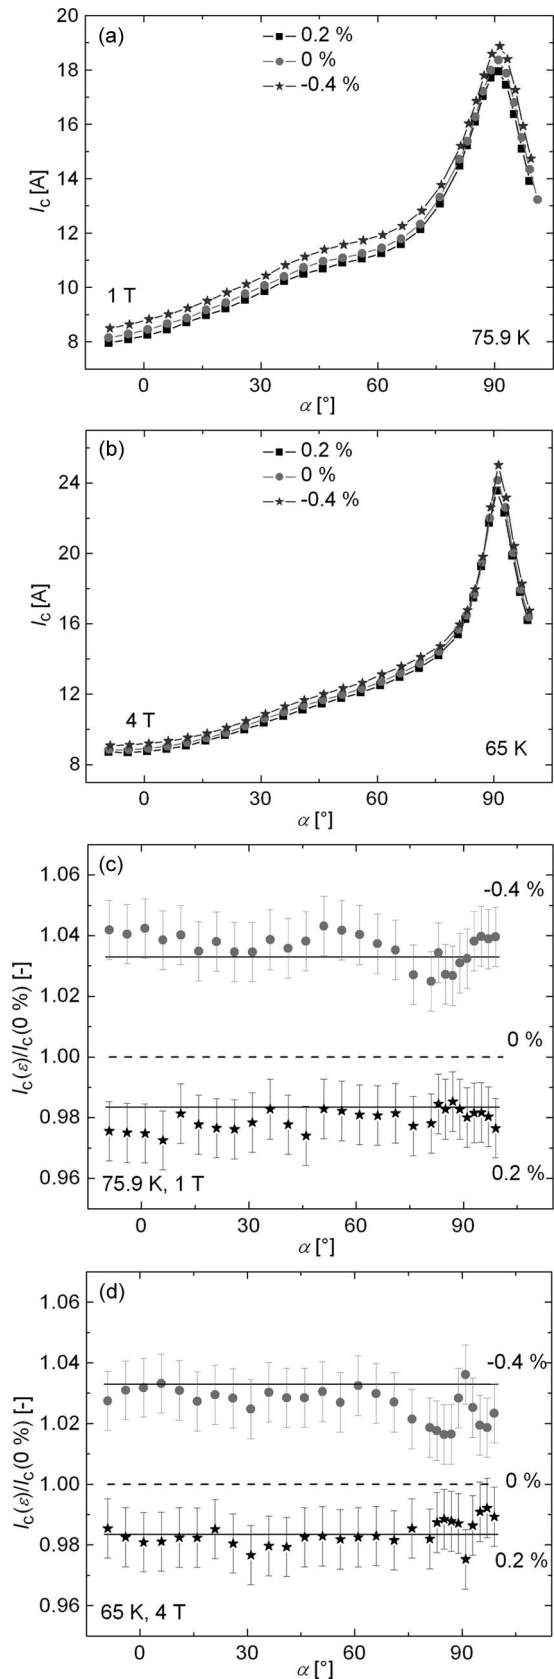 (a)
0.2 %
0 %
-0.4 %
20
18
16
14
12
10
8
I_c [A]
1 T
75.9 K
0 30 60 90
α [°]
(b)
0.2 %
0 %
-0.4 %
24
20
16
12
8
I_c [A]
4 T
65 K
0 30 60 90
α [°]
(c)
1.06
1.04
1.02
1.00
0.98
0.96
I_c(ε)/I_c(0 %) [-]
-0.4 %
0 %
0.2 %
75.9 K, 1 T
0 30 60 90
α [°]
(d)
1.06
1.04
1.02
1.00
0.98
0.96
I_c(ε)/I_c(0 %) [-]
-0.4 %
0 %
0.2 %
65 K, 4 T
0 30 60 90
α [°]